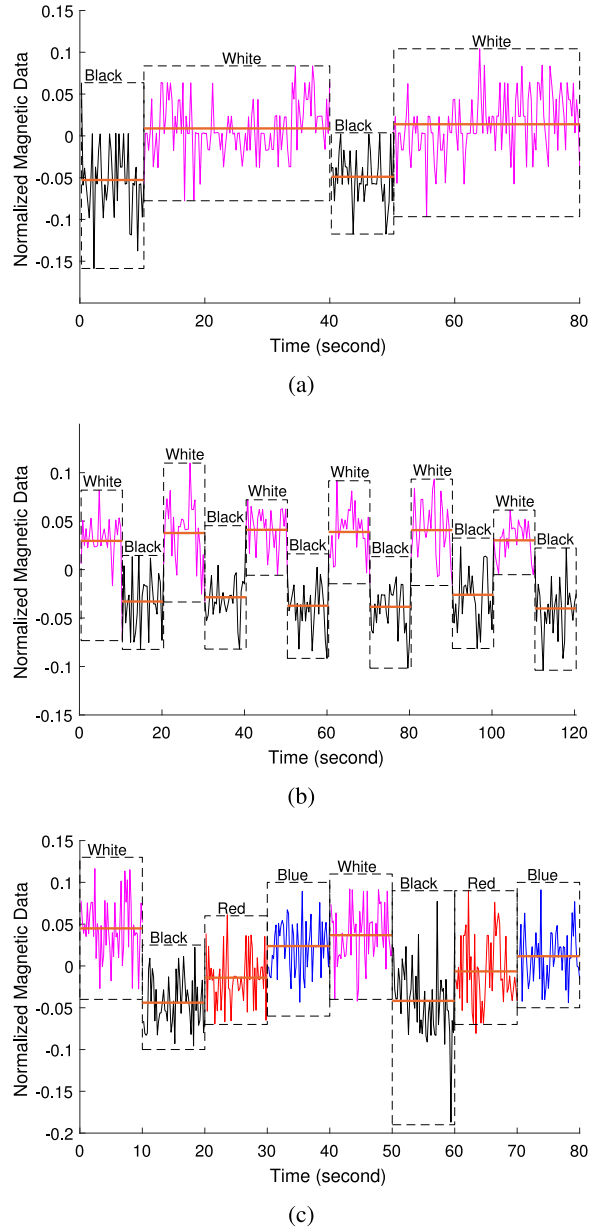 0.15
White
White
0.1
Black
0.05
Black
0
-0.05
-0.1
-0.15
Normalized Magnetic Data
0 20 40 60 80
Time (second)
(a)
White
White
White
White
0.1
White
White
0.05
Black
Black
Black
Black
Black
Black
0
-0.05
-0.1
-0.15
Normalized Magnetic Data
0 20 40 60 80 100 120
Time (second)
(b)
0.15
White
White
Blue
Blue
0.1
Black
Red
0.05
Red
Black
0
-0.05
-0.1
-0.15
-0.2
Normalized Magnetic Data
0 10 20 30 40 50 60 70 80
Time (second)
(c)